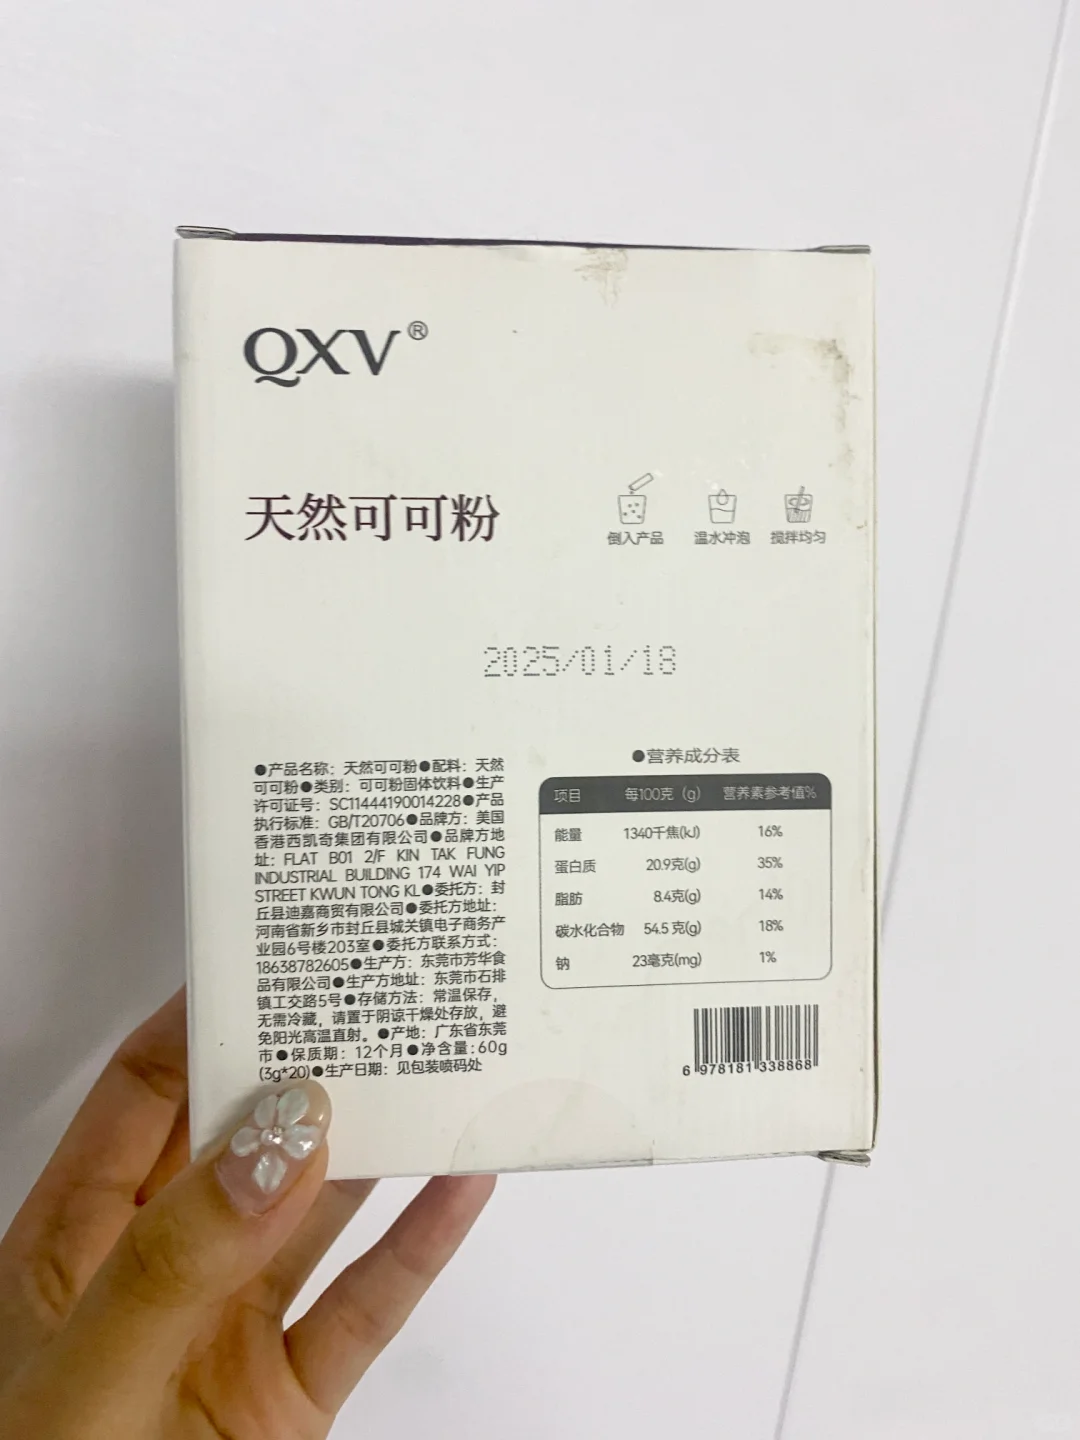 QXV®
天然可可粉
倒入产品 温水冲泡 搅拌均匀
2025/01/18
●产品名称：天然可可粉●配料：天然
可可粉●类别：可可粉固体饮料●生产
许可证号：SC11444190014228●产品
执行标准：GB/T20706●品牌方：美国
香港西凯奇集团有限公司●品牌方地
址：FLAT B01 2/F KIN TAK FUNG
INDUSTRIAL BUILDING 174 WAI YIP
STREET KWUN TONG KL●委托方：封
丘县迪嘉商贸有限公司●委托方地址：
河南省新乡市封丘县城关镇电子商务产
业园6号楼203室●委托方联系方式：
18638782605●生产方：东莞市芳华食
品有限公司●生产方地址：东莞市石排
镇工交路5号●存储方法：常温保存，
无需冷藏，请置于阴谅干燥处存放，避
免阳光高温直射。●产地：广东省东莞
市●保质期：12个月●净含量：60g
(3g*20)●生产日期：见包装喷码处
●营养成分表
项目 每100克（g） 营养素参考值%
能量 1340千焦(kJ) 16%
蛋白质 20.9克(g) 35%
脂肪 8.4克(g) 14%
碳水化合物 54.5 克(g) 18%
钠 23毫克(mg) 1%
6 978181 338868